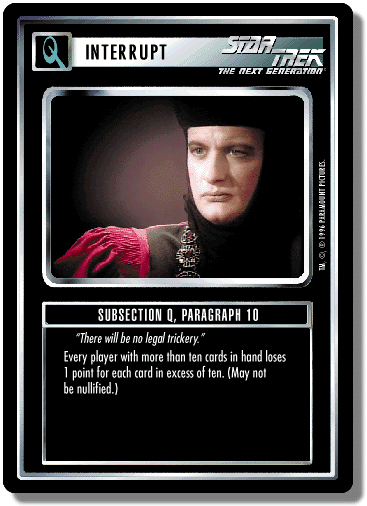 Q INTERRUPT
STAR TREK
THE NEXT GENERATION
TM, ©, ® 1996 PARAMOUNT PICTURES.
SUBSECTION Q, PARAGRAPH 10
"There will be no legal trickery."
Every player with more than ten cards in hand loses
1 point for each card in excess of ten. (May not
be nullified.)